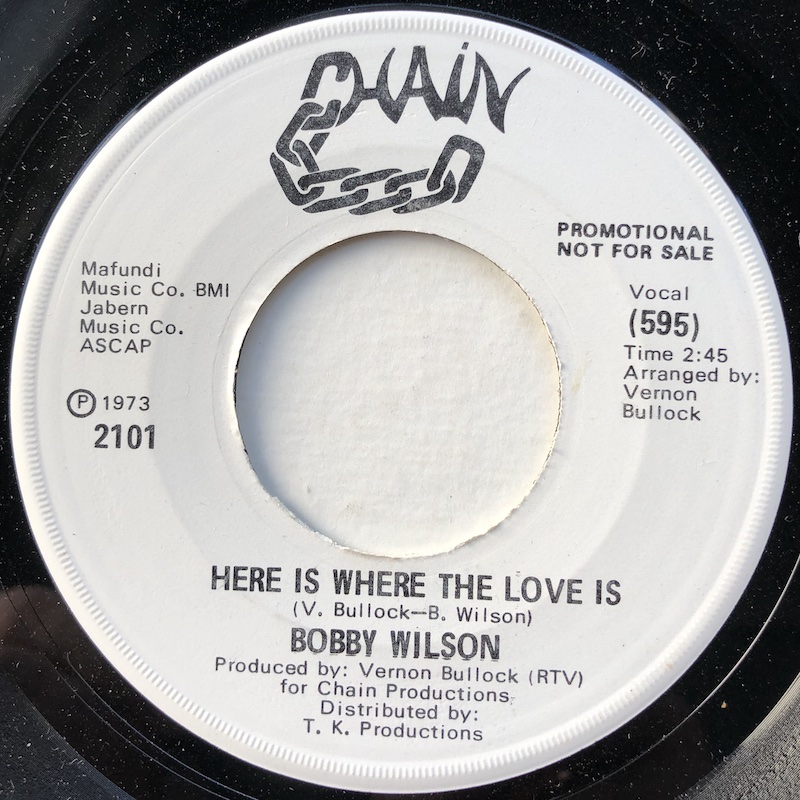 CHAIN
PROMOTIONAL
NOT FOR SALE
Mafundi
Music Co. BMI
Jabern
Music Co.
ASCAP
Ⓟ 1973
2101
Vocal
(595)
Time 2:45
Arranged by:
Vernon
Bullock
HERE IS WHERE THE LOVE IS
(V. Bullock—B. Wilson)
BOBBY WILSON
Produced by: Vernon Bullock (RTV)
for Chain Productions
Distributed by:
T. K. Productions